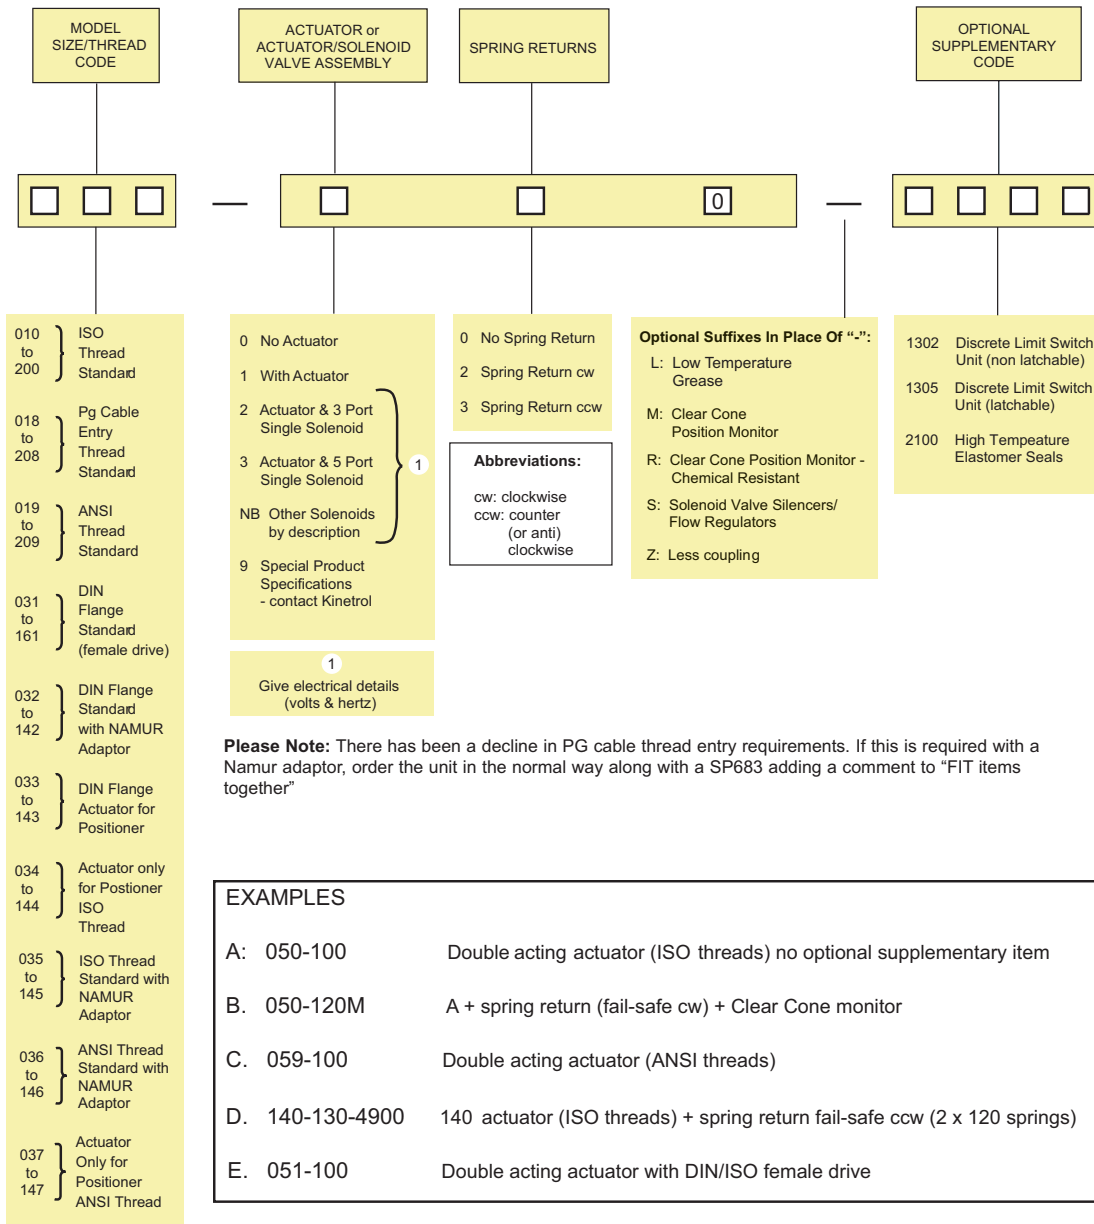 MODEL
SIZE/THREAD
CODE
ACTUATOR or
ACTUATOR/SOLENOID
VALVE ASSEMBLY
SPRING RETURNS
OPTIONAL
SUPPLEMENTARY
CODE
0
010
to
200
ISO
Thread
Standard
018
to
208
Pg Cable
Entry
Thread
Standard
019
to
209
ANSI
Thread
Standard
031
to
161
DIN
Flange
Standard
(female drive)
032
to
142
DIN Flange
Standard
with NAMUR
Adaptor
033
to
143
DIN Flange
Actuator for
Positioner
034
to
144
Actuator only
for Postioner
ISO
Thread
035
to
145
ISO Thread
Standard with
NAMUR
Adaptor
036
to
146
ANSI Thread
Standard with
NAMUR
Adaptor
037
to
147
Actuator
Only for
Positioner
ANSI Thread
0 No Actuator
1 With Actuator
2 Actuator & 3 Port
Single Solenoid
3 Actuator & 5 Port
Single Solenoid
NB Other Solenoids
by description
1
9 Special Product
Specifications
- contact Kinetrol
1
Give electrical details
(volts & hertz)
0 No Spring Return
2 Spring Return cw
3 Spring Return ccw
Abbreviations:
cw: clockwise
ccw: counter
(or anti)
clockwise
Optional Suffixes In Place Of “-”:
L: Low Temperature
Grease
M: Clear Cone
Position Monitor
R: Clear Cone Position Monitor -
Chemical Resistant
S: Solenoid Valve Silencers/
Flow Regulators
Z: Less coupling
1302 Discrete Limit Switch
Unit (non latchable)
1305 Discrete Limit Switch
Unit (latchable)
2100 High Tempeature
Elastomer Seals
Please Note: There has been a decline in PG cable thread entry requirements. If this is required with a
Namur adaptor, order the unit in the normal way along with a SP683 adding a comment to “FIT items
together”
EXAMPLES
A: 050-100 Double acting actuator (ISO threads) no optional supplementary item
B. 050-120M A + spring return (fail-safe cw) + Clear Cone monitor
C. 059-100 Double acting actuator (ANSI threads)
D. 140-130-4900 140 actuator (ISO threads) + spring return fail-safe ccw (2 x 120 springs)
E. 051-100 Double acting actuator with DIN/ISO female drive